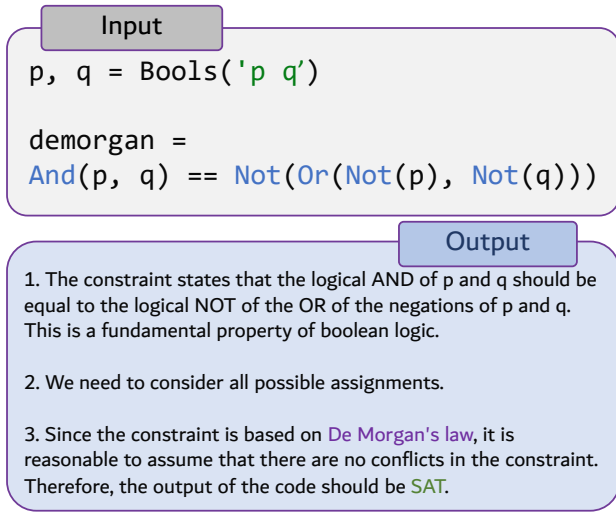 Input
p, q = Bools('p q’)
demorgan =
And(p, q) == Not(Or(Not(p), Not(q)))
Output
1. The constraint states that the logical AND of p and q should be
equal to the logical NOT of the OR of the negations of p and q.
This is a fundamental property of boolean logic.
2. We need to consider all possible assignments.
3. Since the constraint is based on De Morgan's law, it is
reasonable to assume that there are no conflicts in the constraint.
Therefore, the output of the code should be SAT.